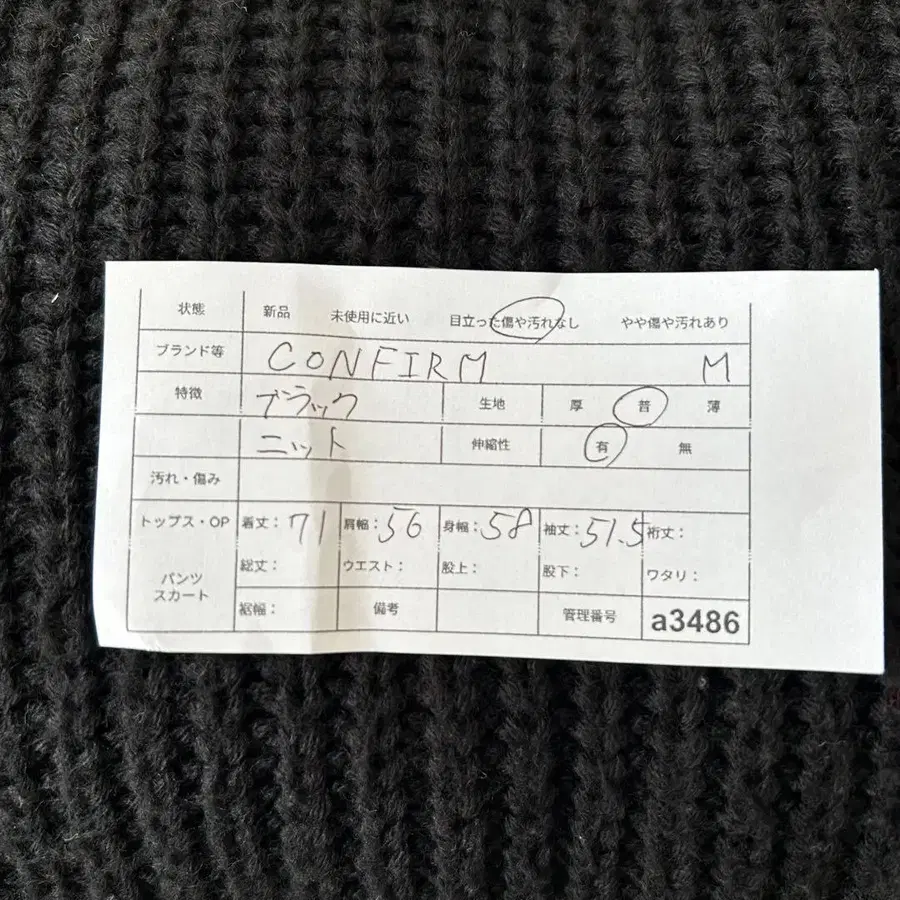 状態 新品 未使用に近い 目立った傷や汚れなし やや傷や汚れあり
ブランド等 CONFIRM M
特徴 ブラック 生地 厚 普 薄
ニット 伸縮性 有 無
汚れ・傷み
トップス・OP 着丈: 71 肩幅: 56 身幅: 58 袖丈: 51.5 裄丈:
パンツ スカート 総丈: ウエスト: 股上: 股下: ワタリ:
裾幅: 備考 管理番号 a3486